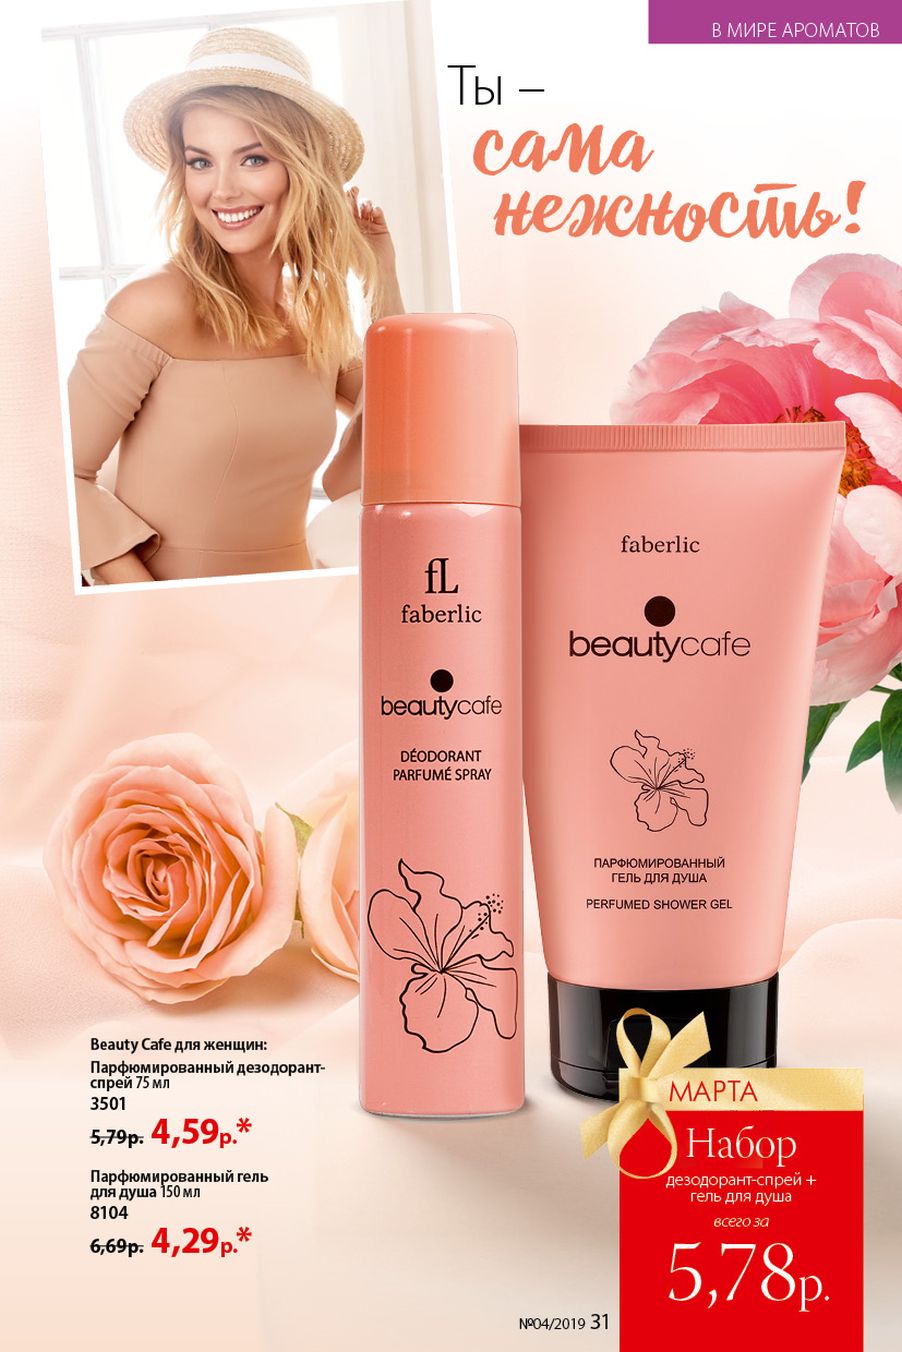 В МИРЕ АРОМАТОВ
Ты –
сама
нежность!
faberlic
beautycafe
fL
faberlic
beautycafe
DÉODORANT
PARFUMÉ SPRAY
ПАРФЮМИРОВАННЫЙ
ГЕЛЬ ДЛЯ ДУША
PERFUMED SHOWER GEL
Beauty Cafe для женщин:
Парфюмированный дезодорант-
спрей 75 мл
3501
5,79р. 4,59р.*
Парфюмированный гель
для душа 150 мл
8104
6,69р. 4,29р.*
МАРТА
Набор
дезодорант-спрей +
гель для душа
всего за
5,78р.
№04/2019 31